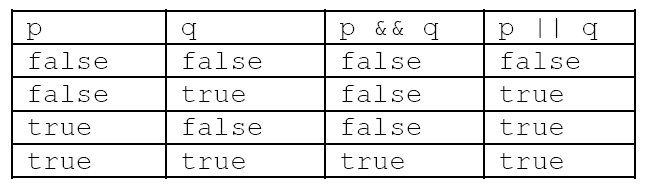 p q p && q p || q
false false false false
false true false true
true false false true
true true true true